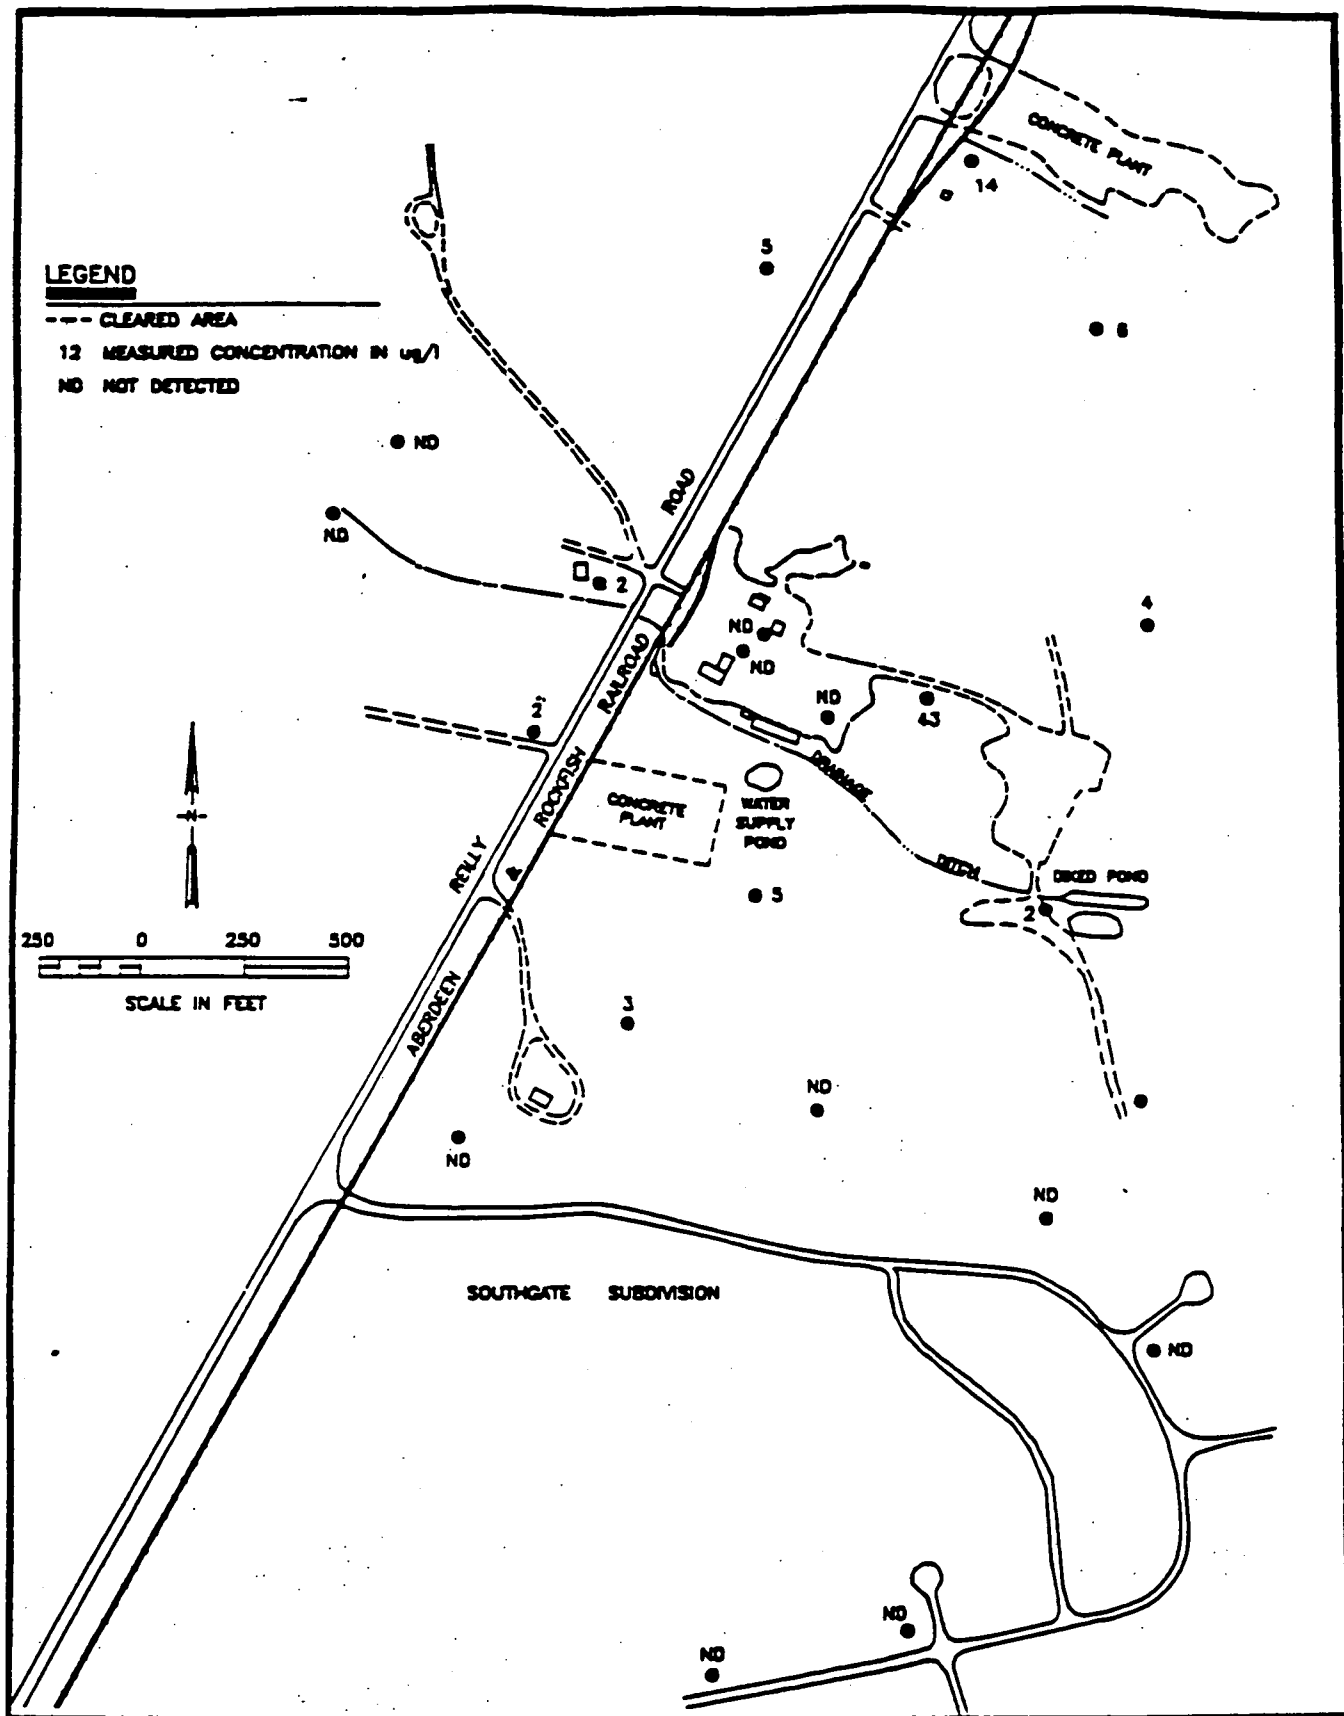 CONCRETE PLANT
14
5
6
LEGEND
CLEARED AREA
12 MEASURED CONCENTRATION IN ug/l
ND NOT DETECTED
ND
ROAD
ND
2
4
ND
ND
RAILROAD
ND
43
2
DRAINAGE
ROCKFISH
CONCRETE
PLANT
WATER
SUPPLY
POND
N
REILLY
&
DITCH
DIKED POND
5
2
250 0 250 500
SCALE IN FEET
ABERDEEN
3
ND
ND
ND
SOUTHGATE SUBDIVISION
ND
ND
ND